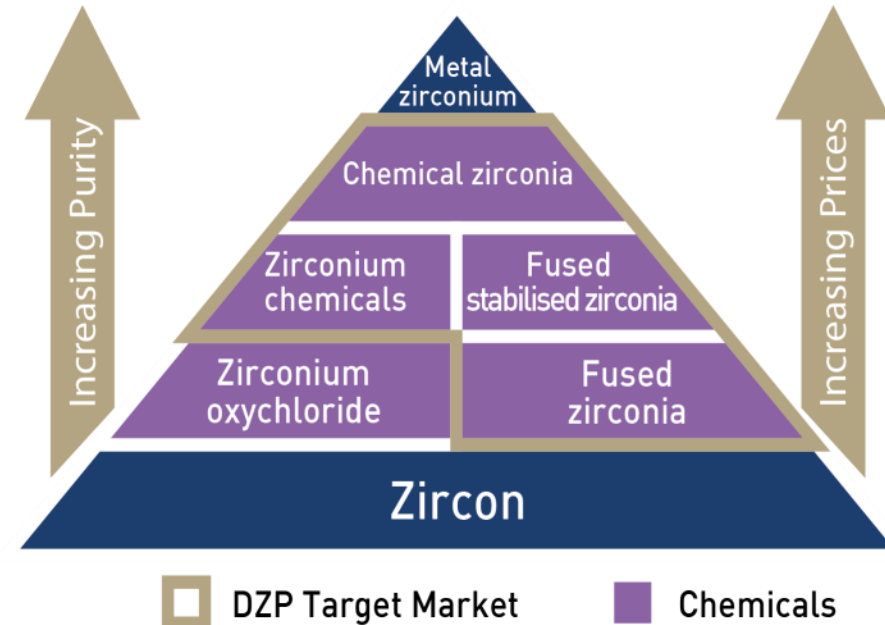 Metal
zirconium
Increasing Purity
Increasing Prices
Chemical zirconia
Zirconium
chemicals
Fused
stabilised zirconia
Zirconium
oxychloride
Fused
zirconia
Zircon
DZP Target Market
Chemicals